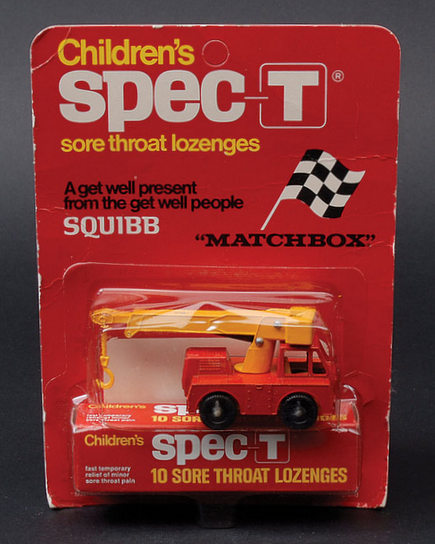 Children's
spec-T®
sore throat lozenges
A get well present
from the get well people
SQUIBB
"MATCHBOX"
Children's
Children's
spec-T
fast temporary
relief of minor
sore throat pain
10 SORE THROAT LOZENGES